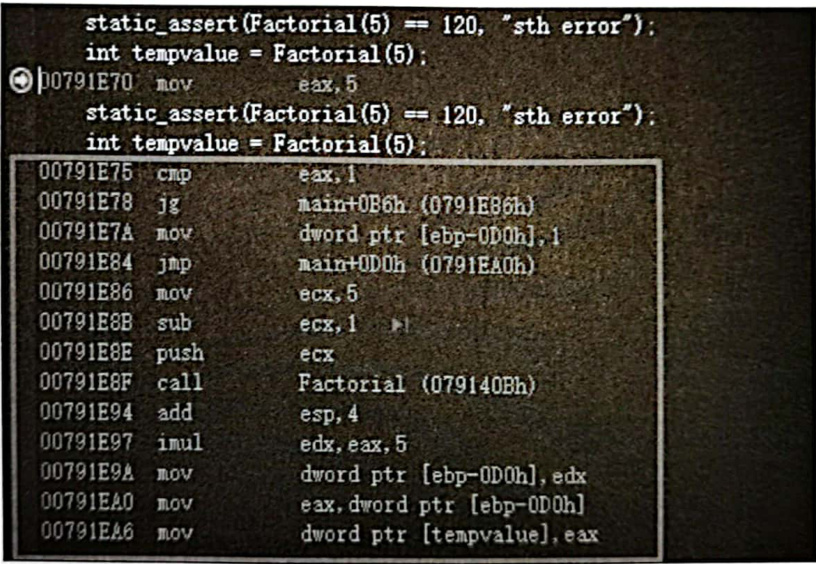 static_assert(Factorial(5) == 120, "sth error");
int tempvalue = Factorial(5);
00791E70 mov eax,5
static_assert(Factorial(5) == 120, "sth error");
int tempvalue = Factorial(5);
00791E75 cmp eax,1
00791E78 jg main+0B6h (0791E86h)
00791E7A mov dword ptr [ebp-0D0h],1
00791E84 jmp main+0D0h (0791EA0h)
00791E86 mov ecx,5
00791E8B sub ecx,1
00791E8E push ecx
00791E8F call Factorial (079140Bh)
00791E94 add esp,4
00791E97 imul edx,eax,5
00791E9A mov dword ptr [ebp-0D0h],edx
00791EA0 mov eax,dword ptr [ebp-0D0h]
00791EA6 mov dword ptr [tempvalue],eax